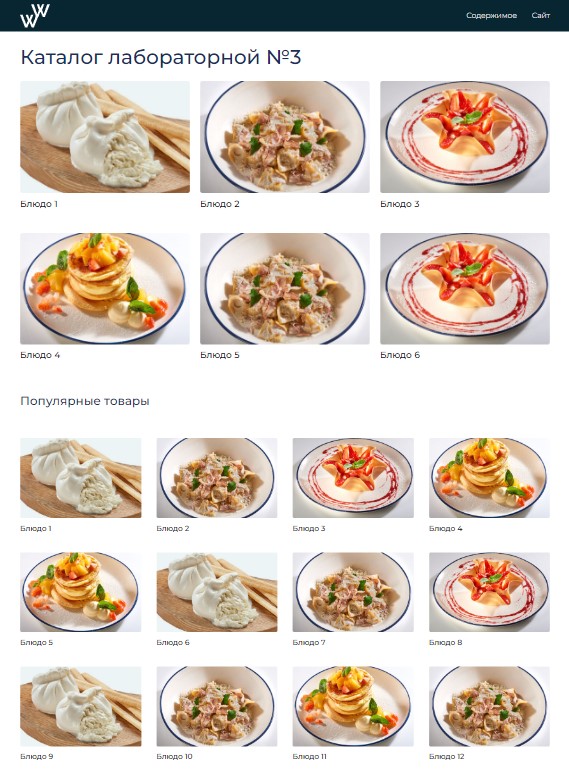 W W
Содержимое Сайт
Каталог лабораторной №3
Блюдо 1 Блюдо 2 Блюдо 3
Блюдо 4 Блюдо 5 Блюдо 6
Популярные товары
Блюдо 1 Блюдо 2 Блюдо 3 Блюдо 4
Блюдо 5 Блюдо 6 Блюдо 7 Блюдо 8
Блюдо 9 Блюдо 10 Блюдо 11 Блюдо 12